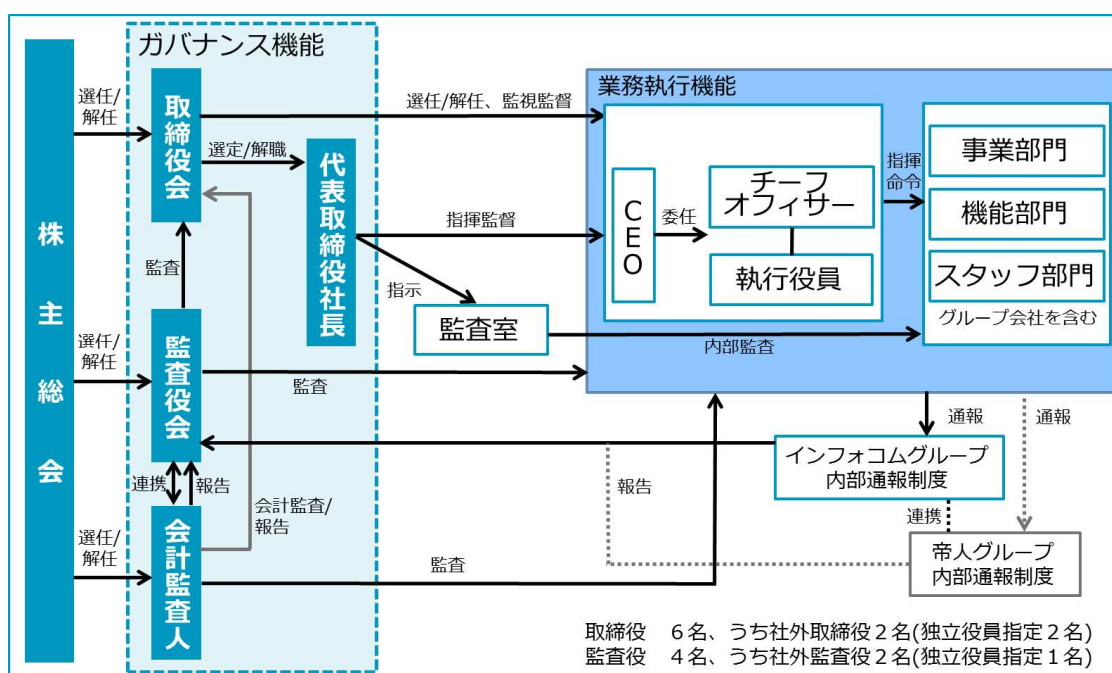 ガバナンス機能
株主総会
選任/
解任
取締役会
選任/解任、監視監督
選定/解職
代表取締役社長
業務執行機能
CEO
委任
チーフ
オフィサー
執行役員
指揮
命令
事業部門
機能部門
スタッフ部門
グループ会社を含む
指揮監督
指示
監査室
内部監査
監査
選任/
解任
監査役会
監査
通報
通報
インフォコムグループ
内部通報制度
報告
連携
帝人グループ
内部通報制度
連携
報告
会計監査/
報告
選任/
解任
会計監査人
監査
取締役 6名、うち社外取締役2名(独立役員指定2名)
監査役 4名、うち社外監査役2名(独立役員指定1名)